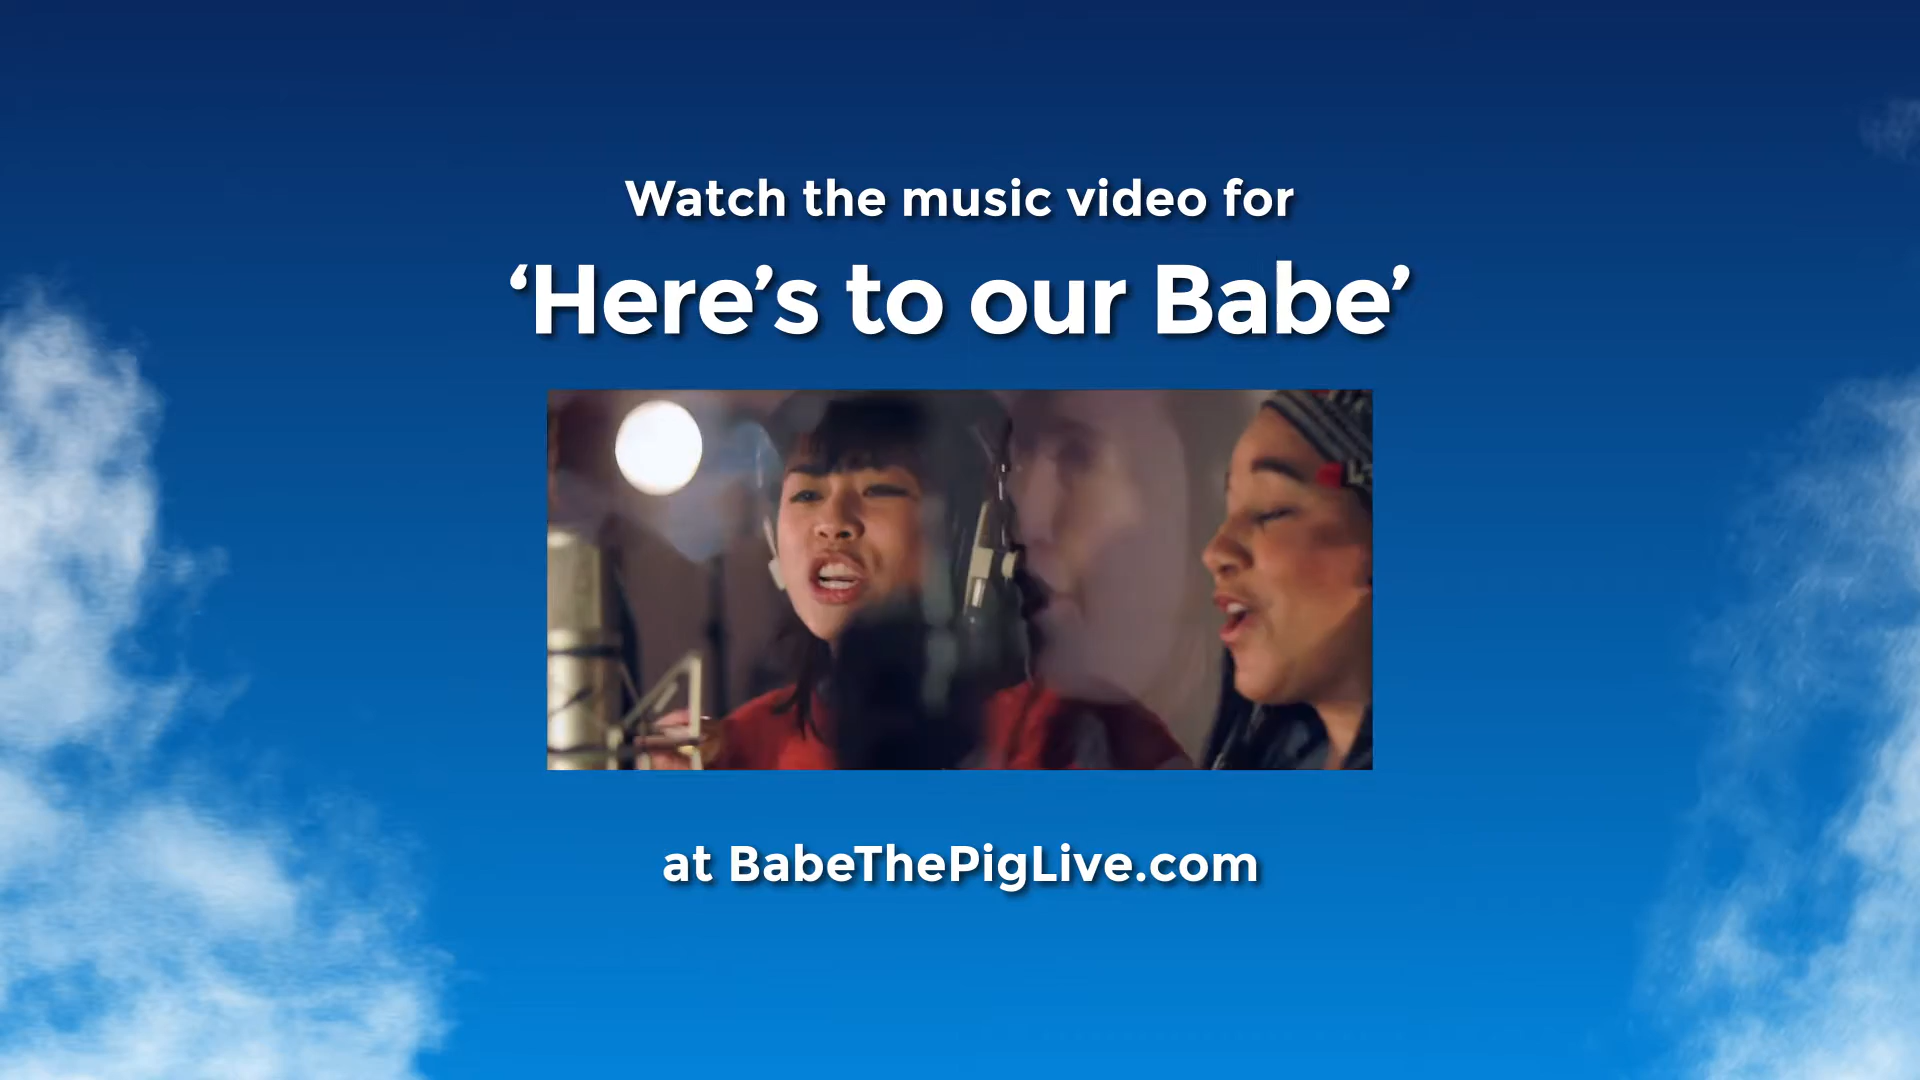 Watch the music video for
‘Here’s to our Babe’
at BabeThePigLive.com